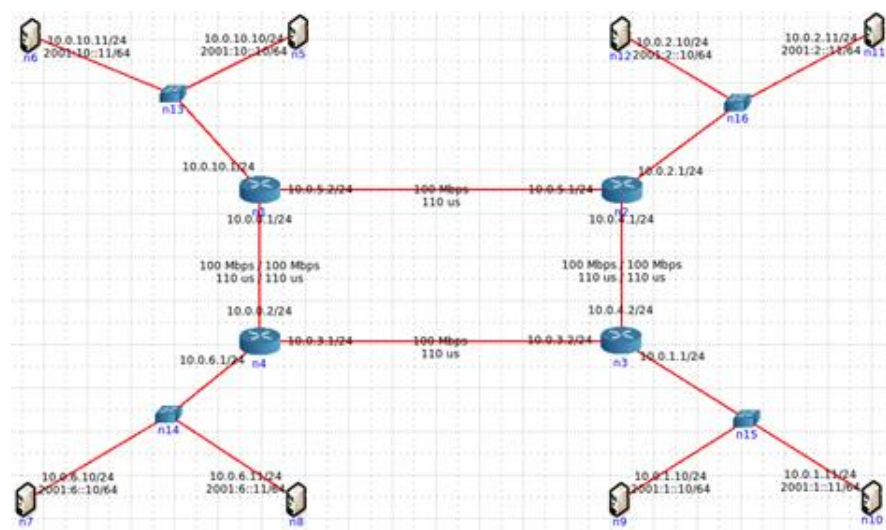 10.0.10.11/24
2001:10::11/64
n6
10.0.10.10/24
2001:10::10/64
n5
10.0.2.10/24
2001:2::10/64
n12
10.0.2.11/24
2001:2::11/64
n11
n13
n16
10.0.10.1/24
10.0.2.1/24
n1
10.0.5.2/24
100 Mbps
110 us
10.0.5.1/24
n2
10.0.0.1/24
10.0.4.1/24
100 Mbps / 100 Mbps
110 us / 110 us
100 Mbps / 100 Mbps
110 us / 110 us
10.0.0.2/24
10.0.4.2/24
10.0.3.1/24
100 Mbps
110 us
10.0.3.2/24
10.0.6.1/24
n4
n3
10.0.1.1/24
n14
n15
10.0.6.10/24
2001:6::10/64
n7
10.0.6.11/24
2001:6::11/64
n8
10.0.1.10/24
2001:1::10/64
n9
10.0.1.11/24
2001:1::11/64
n10